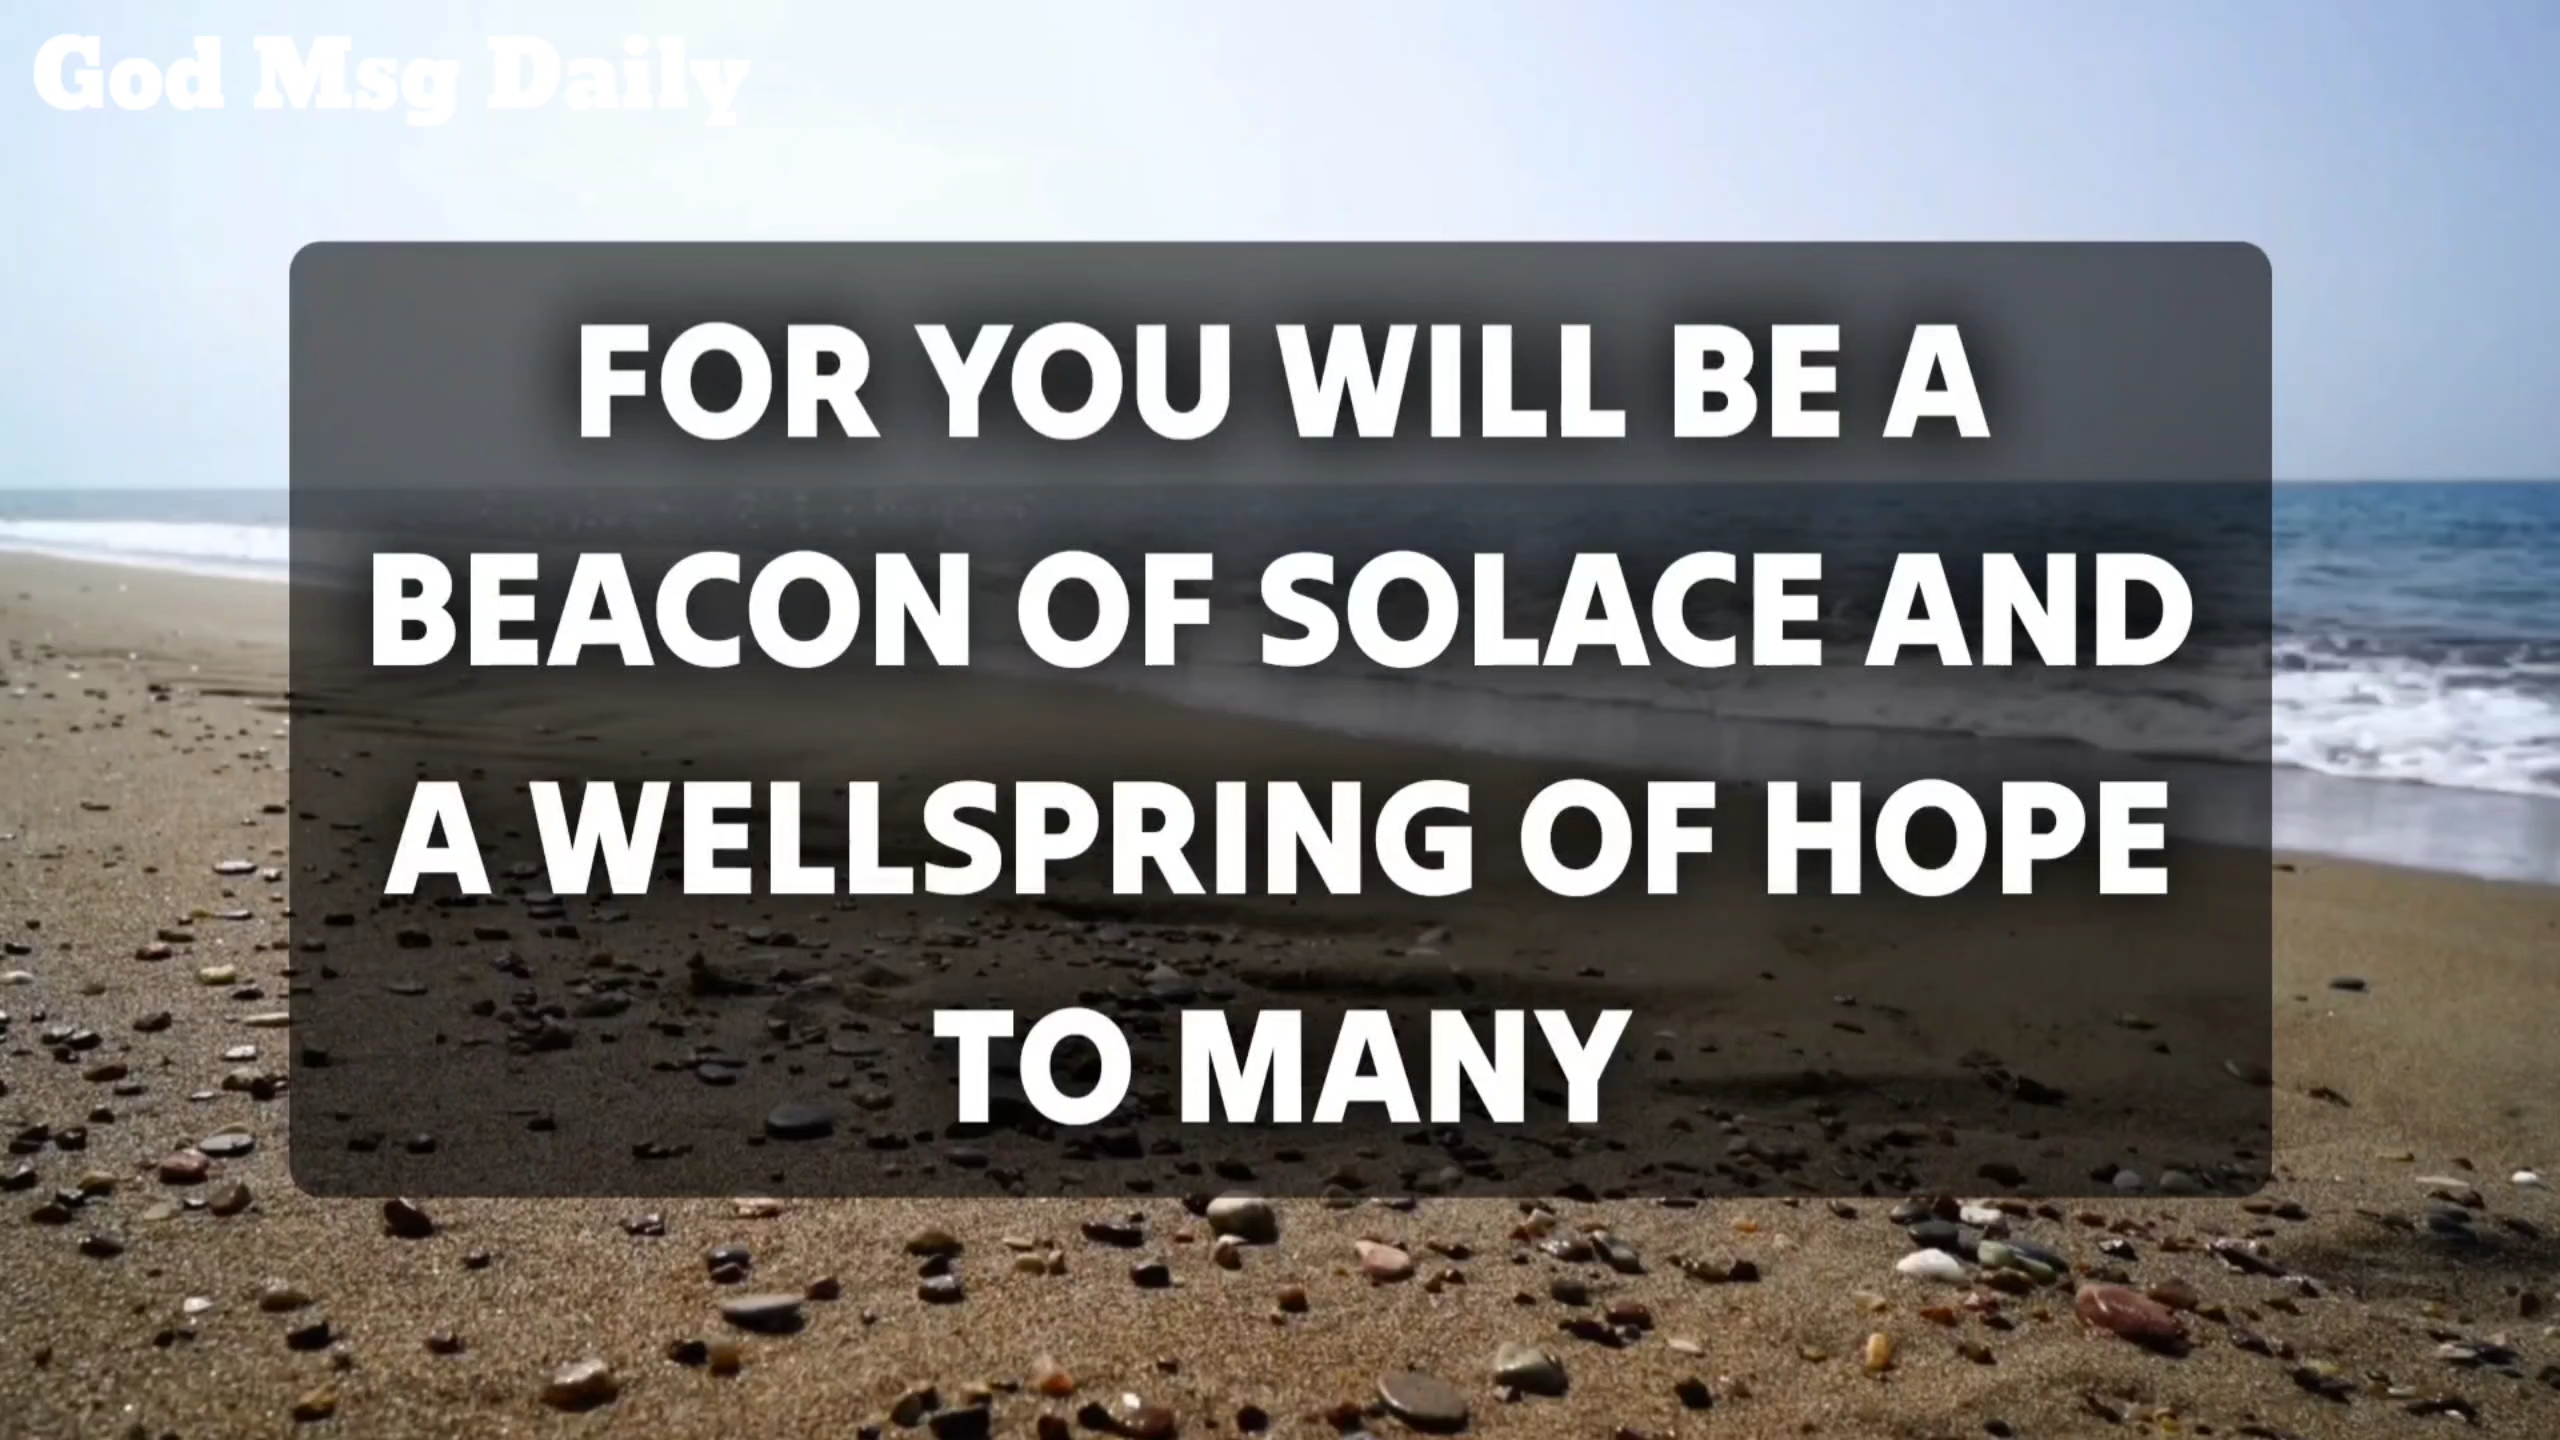 God Msg Daily
FOR YOU WILL BE A
BEACON OF SOLACE AND
A WELLSPRING OF HOPE
TO MANY